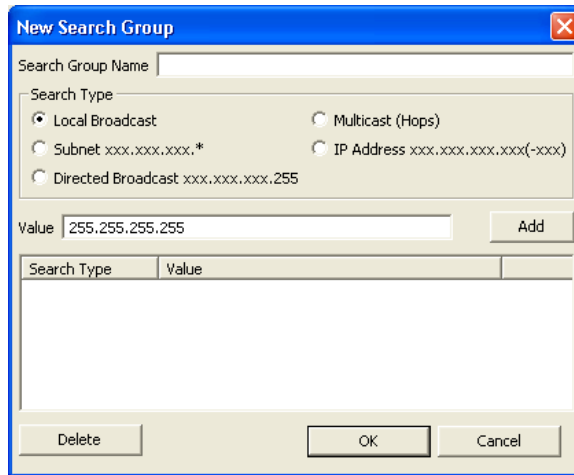 New Search Group
Search Group Name
Search Type
Local Broadcast Multicast (Hops)
Subnet xxx.xxx.xxx.* IP Address xxx.xxx.xxx.xxx(-xxx)
Directed Broadcast xxx.xxx.xxx.255
Value 255.255.255.255 Add
Search Type Value
Delete OK Cancel